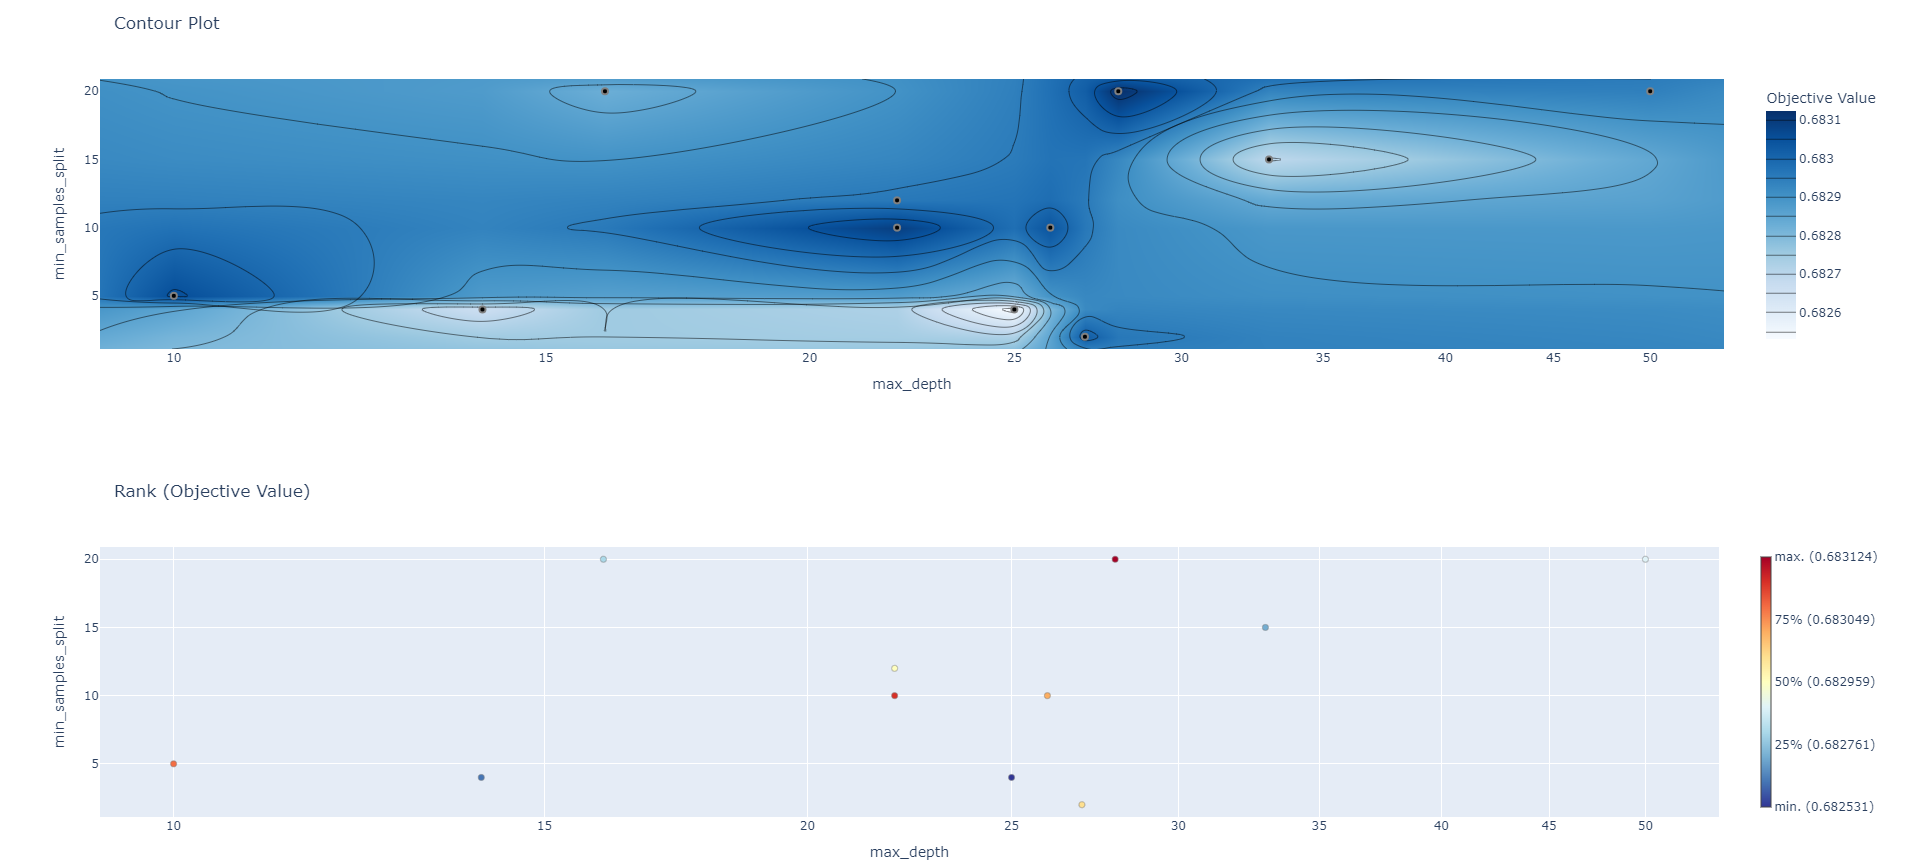 Contour Plot
20
15
10
5
min_samples_split
10 15 20 25 30 35 40 45 50
max_depth
Objective Value
0.6831
0.683
0.6829
0.6828
0.6827
0.6826
Rank (Objective Value)
20
15
10
5
min_samples_split
10 15 20 25 30 35 40 45 50
max_depth
max. (0.683124)
75% (0.683049)
50% (0.682959)
25% (0.682761)
min. (0.682531)